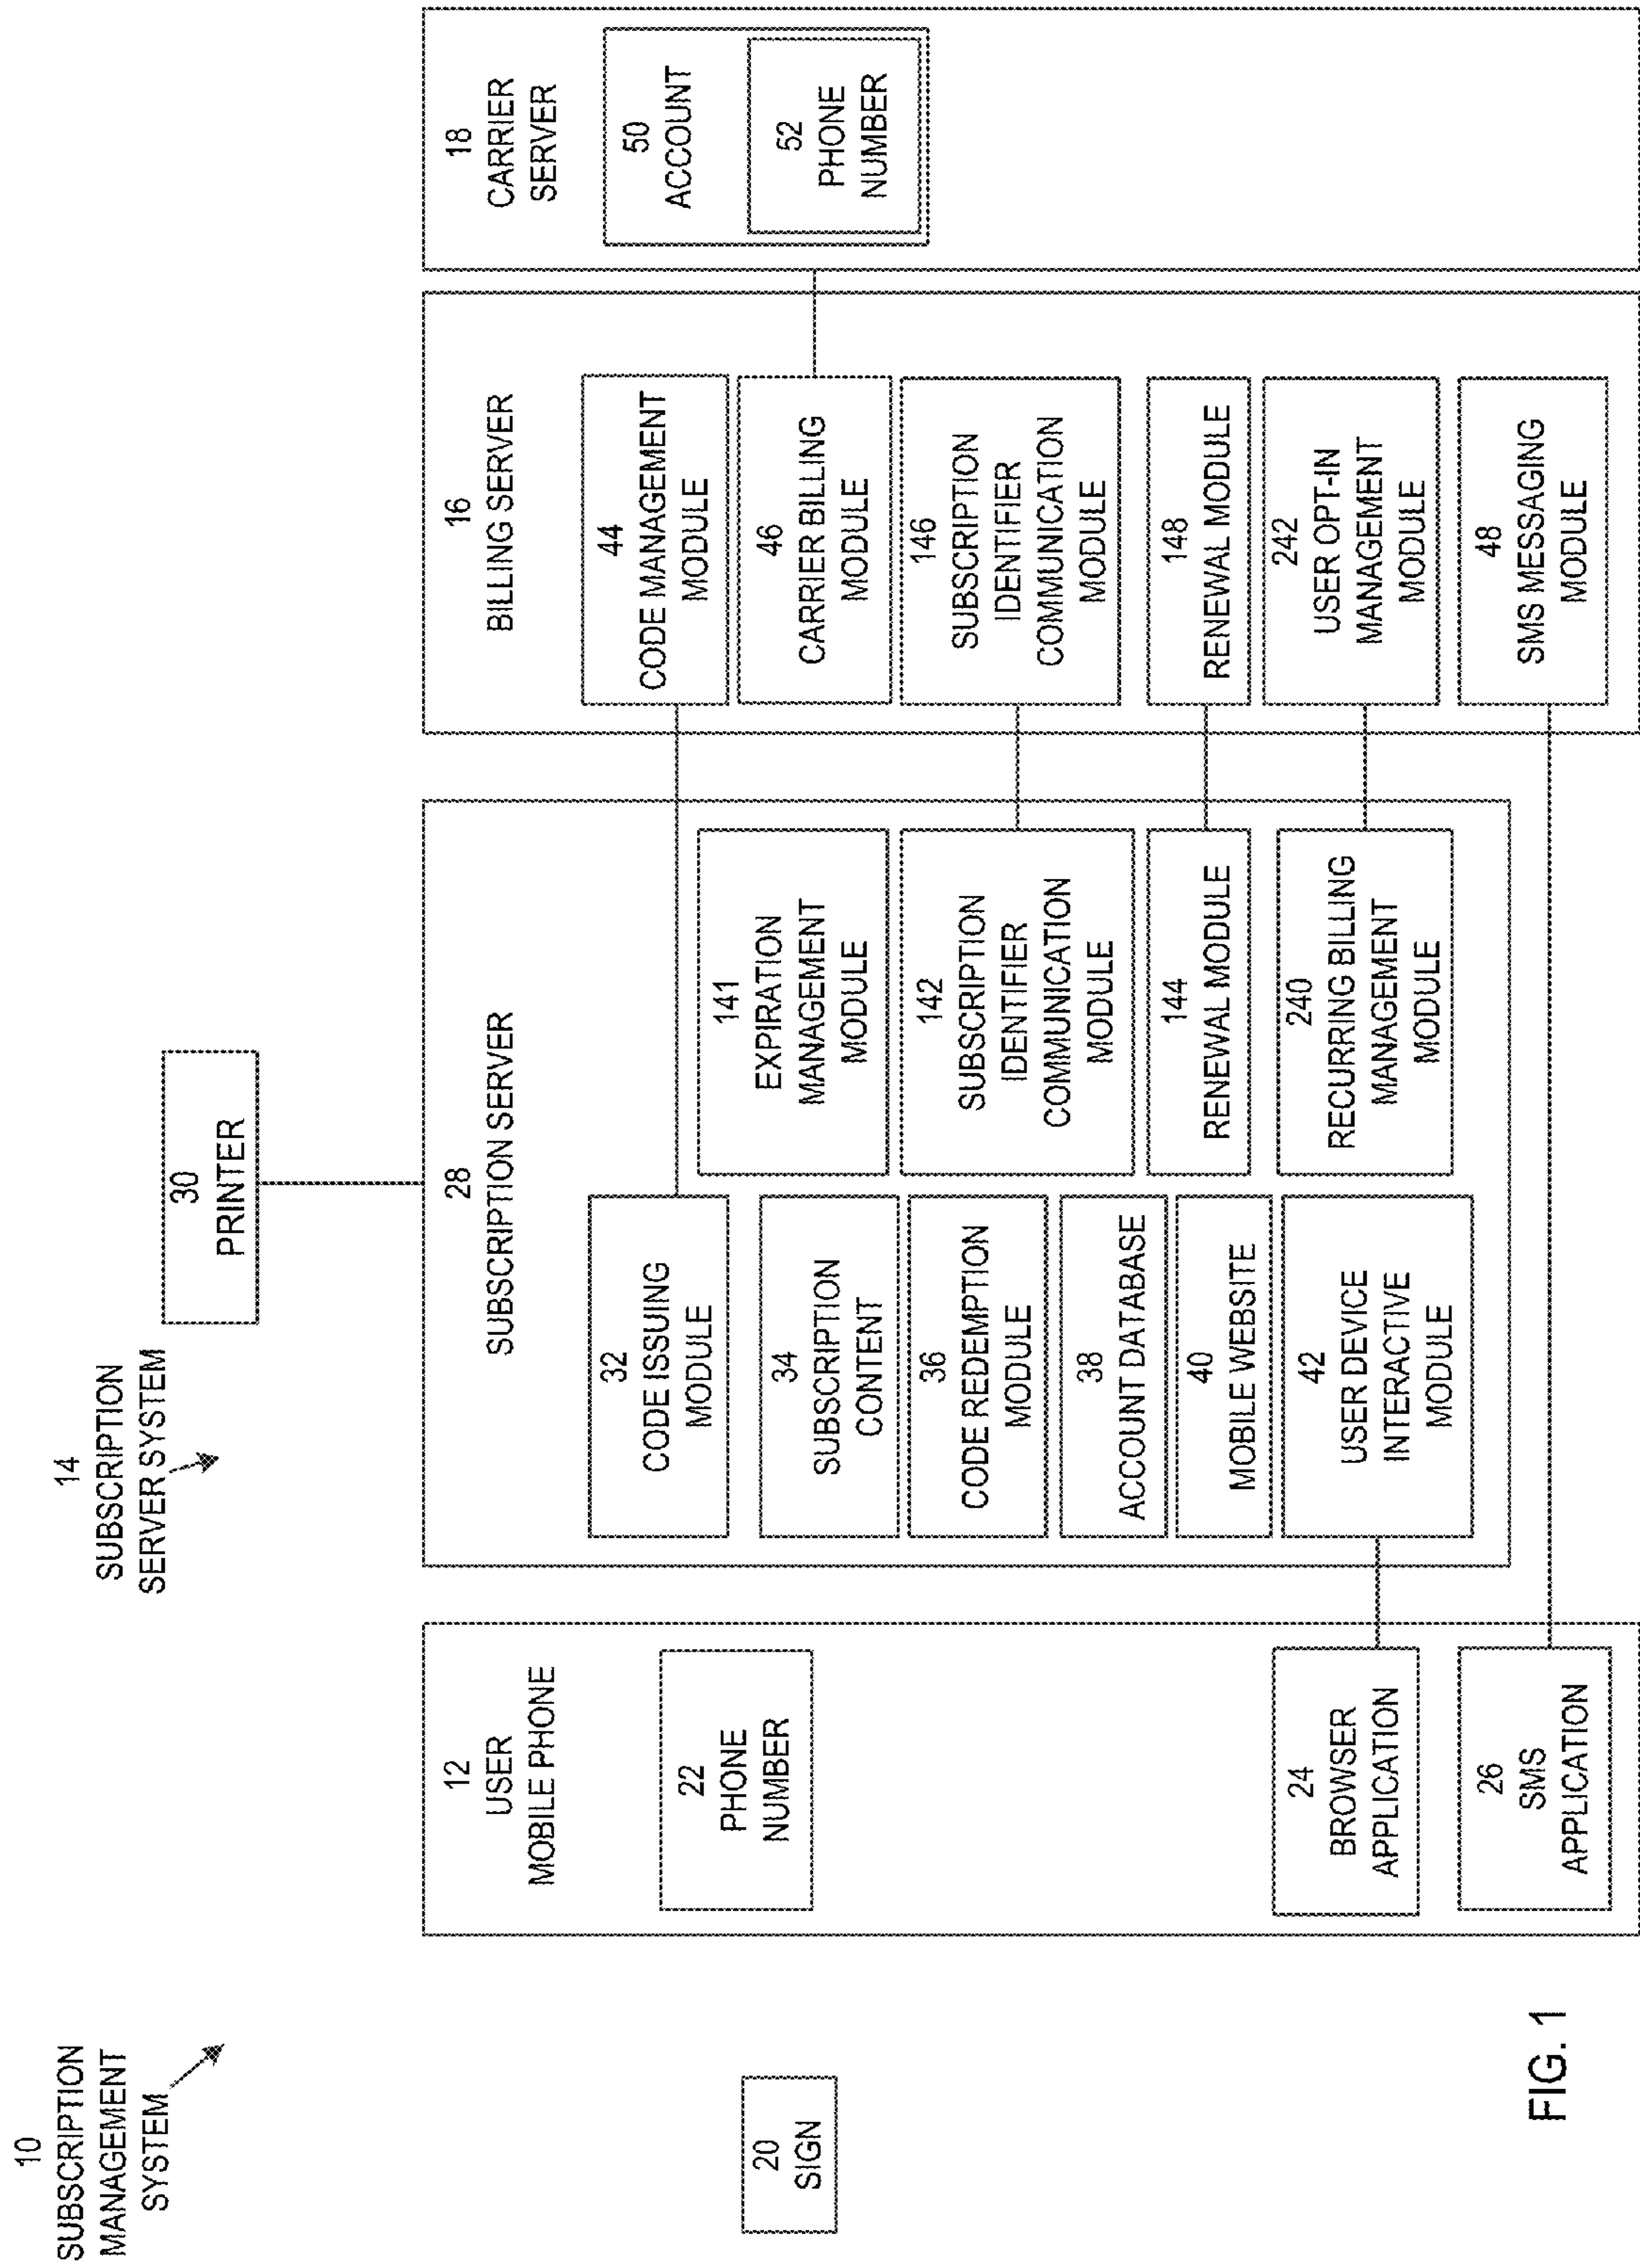 10
SUBSCRIPTION
MANAGEMENT
SYSTEM
14
SUBSCRIPTION
SERVER SYSTEM
30
PRINTER
20
SIGN
12
USER
MOBILE PHONE
22
PHONE
NUMBER
24
BROWSER
APPLICATION
26
SMS
APPLICATION
28
SUBSCRIPTION SERVER
32
CODE ISSUING
MODULE
34
SUBSCRIPTION
CONTENT
36
CODE REDEMPTION
MODULE
38
ACCOUNT DATABASE
40
MOBILE WEBSITE
42
USER DEVICE
INTERACTIVE
MODULE
141
EXPIRATION
MANAGEMENT
MODULE
142
SUBSCRIPTION
IDENTIFIER
COMMUNICATION
MODULE
144
RENEWAL MODULE
240
RECURRING BILLING
MANAGEMENT
MODULE
16
BILLING SERVER
44
CODE MANAGEMENT
MODULE
46
CARRIER BILLING
MODULE
146
SUBSCRIPTION
IDENTIFIER
COMMUNICATION
MODULE
148
RENEWAL MODULE
242
USER OPT-IN
MANAGEMENT
MODULE
48
SMS MESSAGING
MODULE
18
CARRIER
SERVER
50
ACCOUNT
52
PHONE
NUMBER
FIG. 1